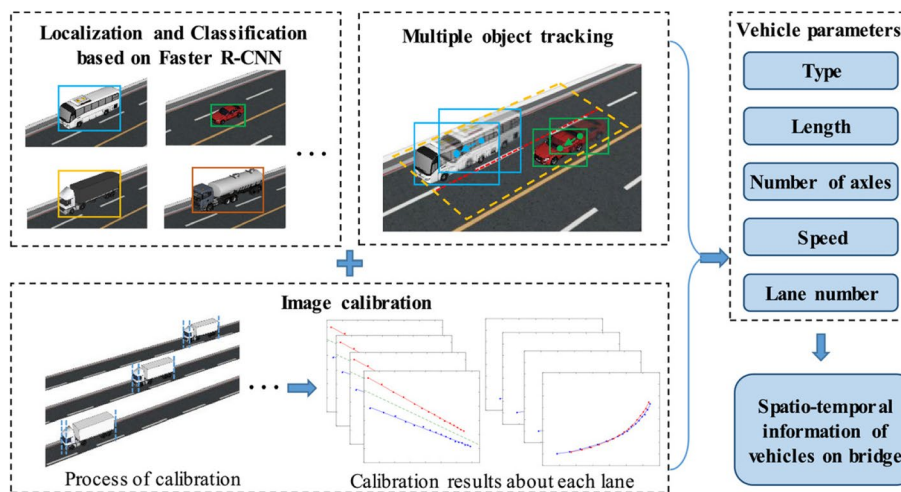 Localization and Classification
based on Faster R-CNN
Multiple object tracking
Vehicle parameters
Type
Length
Number of axles
Speed
Lane number
Image calibration
Process of calibration
Calibration results about each lane
Spatio-temporal
information of
vehicles on bridge